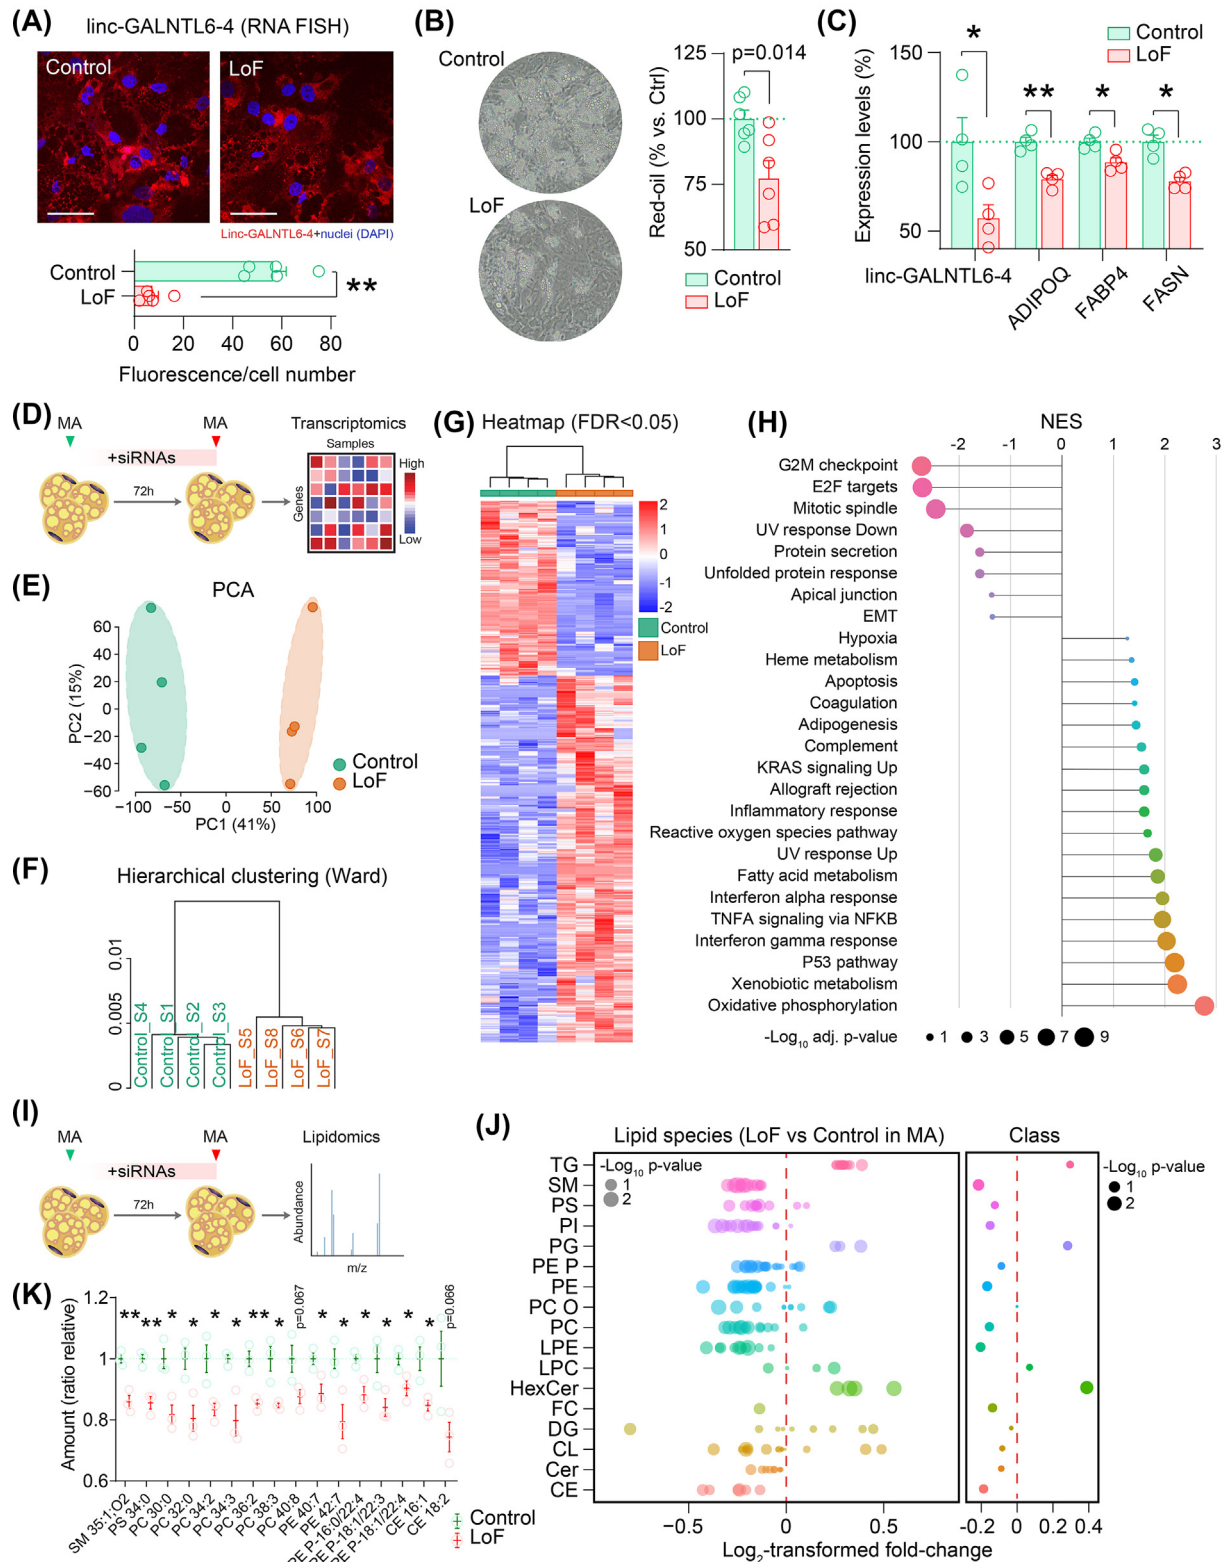 (A)
linc-GALNTL6-4 (RNA FISH)
Control
LoF
Linc-GALNTL6-4+nuclei (DAPI)
Control
LoF
**
0 20 40 60 80
Fluorescence/cell number
(B)
Control
LoF
Red-oil (% vs. Ctrl)
125
100
75
50
p=0.014
Control
LoF
(C)
Control
LoF
Expression levels (%)
150
100
50
* ** * *
linc-GALNTL6-4
ADIPOQ
FABP4
FASN
(D)
MA
MA
+siRNAs
72h
Transcriptomics
Samples
Genes
High
Low
(E)
PCA
PC2 (15%)
60
40
20
0
−20
−40
−60
−100 −50 0 50 100
PC1 (41%)
Control
LoF
(F)
Hierarchical clustering (Ward)
0.01
0.005
0
Control_S4
Control_S1
Control_S2
Control_S3
LoF_S5
LoF_S8
LoF_S6
LoF_S7
(G)
Heatmap (FDR<0.05)
2
1
0
-1
-2
Control
LoF
(H)
NES
-2 -1 0 1 2 3
G2M checkpoint
E2F targets
Mitotic spindle
UV response Down
Protein secretion
Unfolded protein response
Apical junction
EMT
Hypoxia
Heme metabolism
Apoptosis
Coagulation
Adipogenesis
Complement
KRAS signaling Up
Allograft rejection
Inflammatory response
Reactive oxygen species pathway
UV response Up
Fatty acid metabolism
Interferon alpha response
TNFA signaling via NFKB
Interferon gamma response
P53 pathway
Xenobiotic metabolism
Oxidative phosphorylation
-Log10 adj. p-value 1 3 5 7 9
(I)
MA
MA
+siRNAs
72h
Lipidomics
Abundance
m/z
(J)
Lipid species (LoF vs Control in MA)
Class
-Log10 p-value
1
2
-Log10 p-value
1
2
TG
SM
PS
PI
PG
PE P
PE
PC O
PC
LPE
LPC
HexCer
FC
DG
CL
Cer
CE
−0.5 0 0.5
-0.2 0 0.2 0.4
Log2-transformed fold-change
(K)
Amount (ratio relative)
1.2
1
0.8
0.6
** ** * * * * ** * p=0.067 * * * * * * p=0.066
SM 35:1;O2
PS 34:0
PC 30:0
PC 32:0
PC 34:2
PC 34:3
PC 36:2
PC 38:3
PC 40:8
PE 40:7
PE 42:7
PE P-16:0/22:4
PE P-18:1/22:3
PE P-18:1/22:4
CE 16:1
CE 18:2
Control
LoF